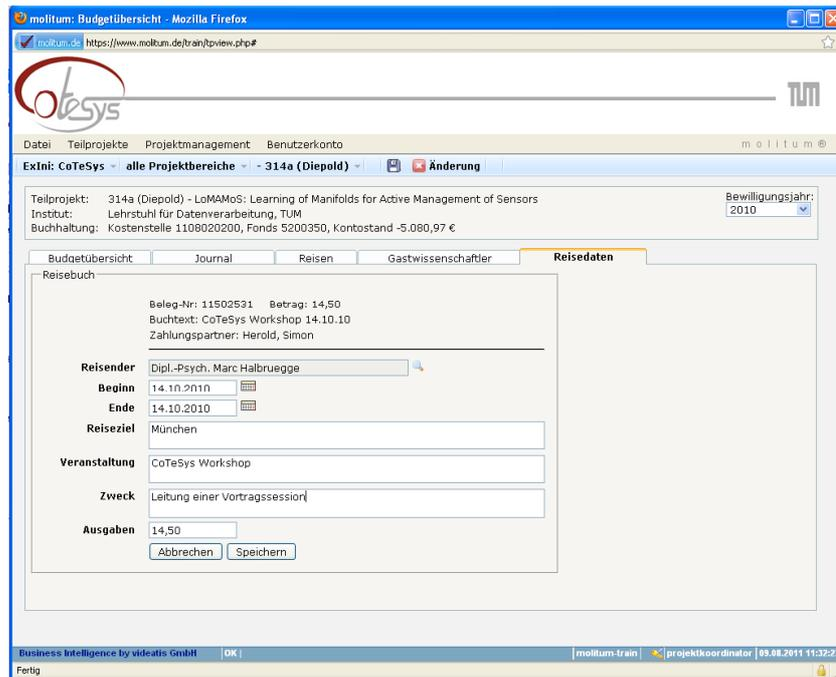 molitum: Budgetübersicht - Mozilla Firefox
molitum.de https://www.molitum.de/train/tpview.php#
CoTeSys
TUM
Datei Teilprojekte Projektmanagement Benutzerkonto molitum®
ExIni: CoTeSys alle Projektbereiche - 314a (Diepold) Änderung
Teilprojekt: 314a (Diepold) - LoMAMoS: Learning of Manifolds for Active Management of Sensors
Institut: Lehrstuhl für Datenverarbeitung, TUM
Buchhaltung: Kostenstelle 1108020200, Fonds 5200350, Kontostand -5.080,97 €
Bewilligungsjahr:
2010
Budgetübersicht Journal Reisen Gastwissenschaftler Reisedaten
Reisebuch
Beleg-Nr: 11502531 Betrag: 14,50
Buchtext: CoTeSys Workshop 14.10.10
Zahlungspartner: Herold, Simon
Reisender Dipl.-Psych. Marc Halbruegge
Beginn 14.10.2010
Ende 14.10.2010
Reiseziel München
Veranstaltung CoTeSys Workshop
Zweck Leitung einer Vortragssession
Ausgaben 14,50
Abbrechen Speichern
Business Intelligence by videatis GmbH OK molitum-train projektkoordinator 09.08.2011 11:37:2
Fertig